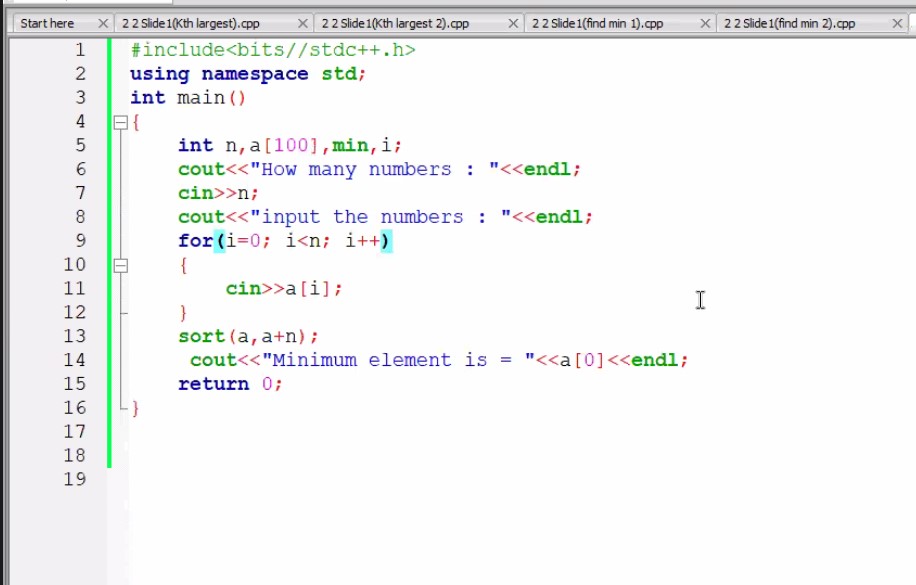 Start here 2 2 Slide1(Kth largest).cpp 2 2 Slide1(Kth largest 2).cpp 2 2 Slide1(find min 1).cpp 2 2 Slide1(find min 2).cpp
1 #include<bits//stdc++.h>
2 using namespace std;
3 int main()
4 {
5 int n,a[100],min,i;
6 cout<<"How many numbers : "<<endl;
7 cin>>n;
8 cout<<"input the numbers : "<<endl;
9 for(i=0; i<n; i++)
10 {
11 cin>>a[i];
12 }
13 sort(a,a+n);
14 cout<<"Minimum element is = "<<a[0]<<endl;
15 return 0;
16 }
17
18
19